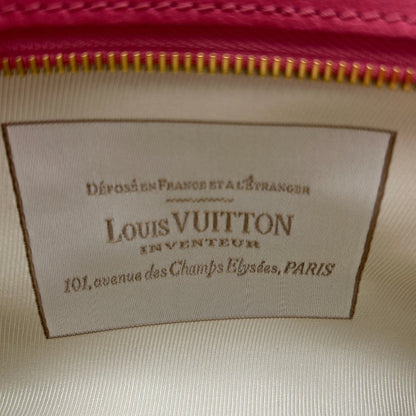 DÉPOSÉ EN FRANCE ET A L'ÉTRANGER
LOUIS VUITTON
INVENTEUR
101, avenue des Champs Elysées, PARIS